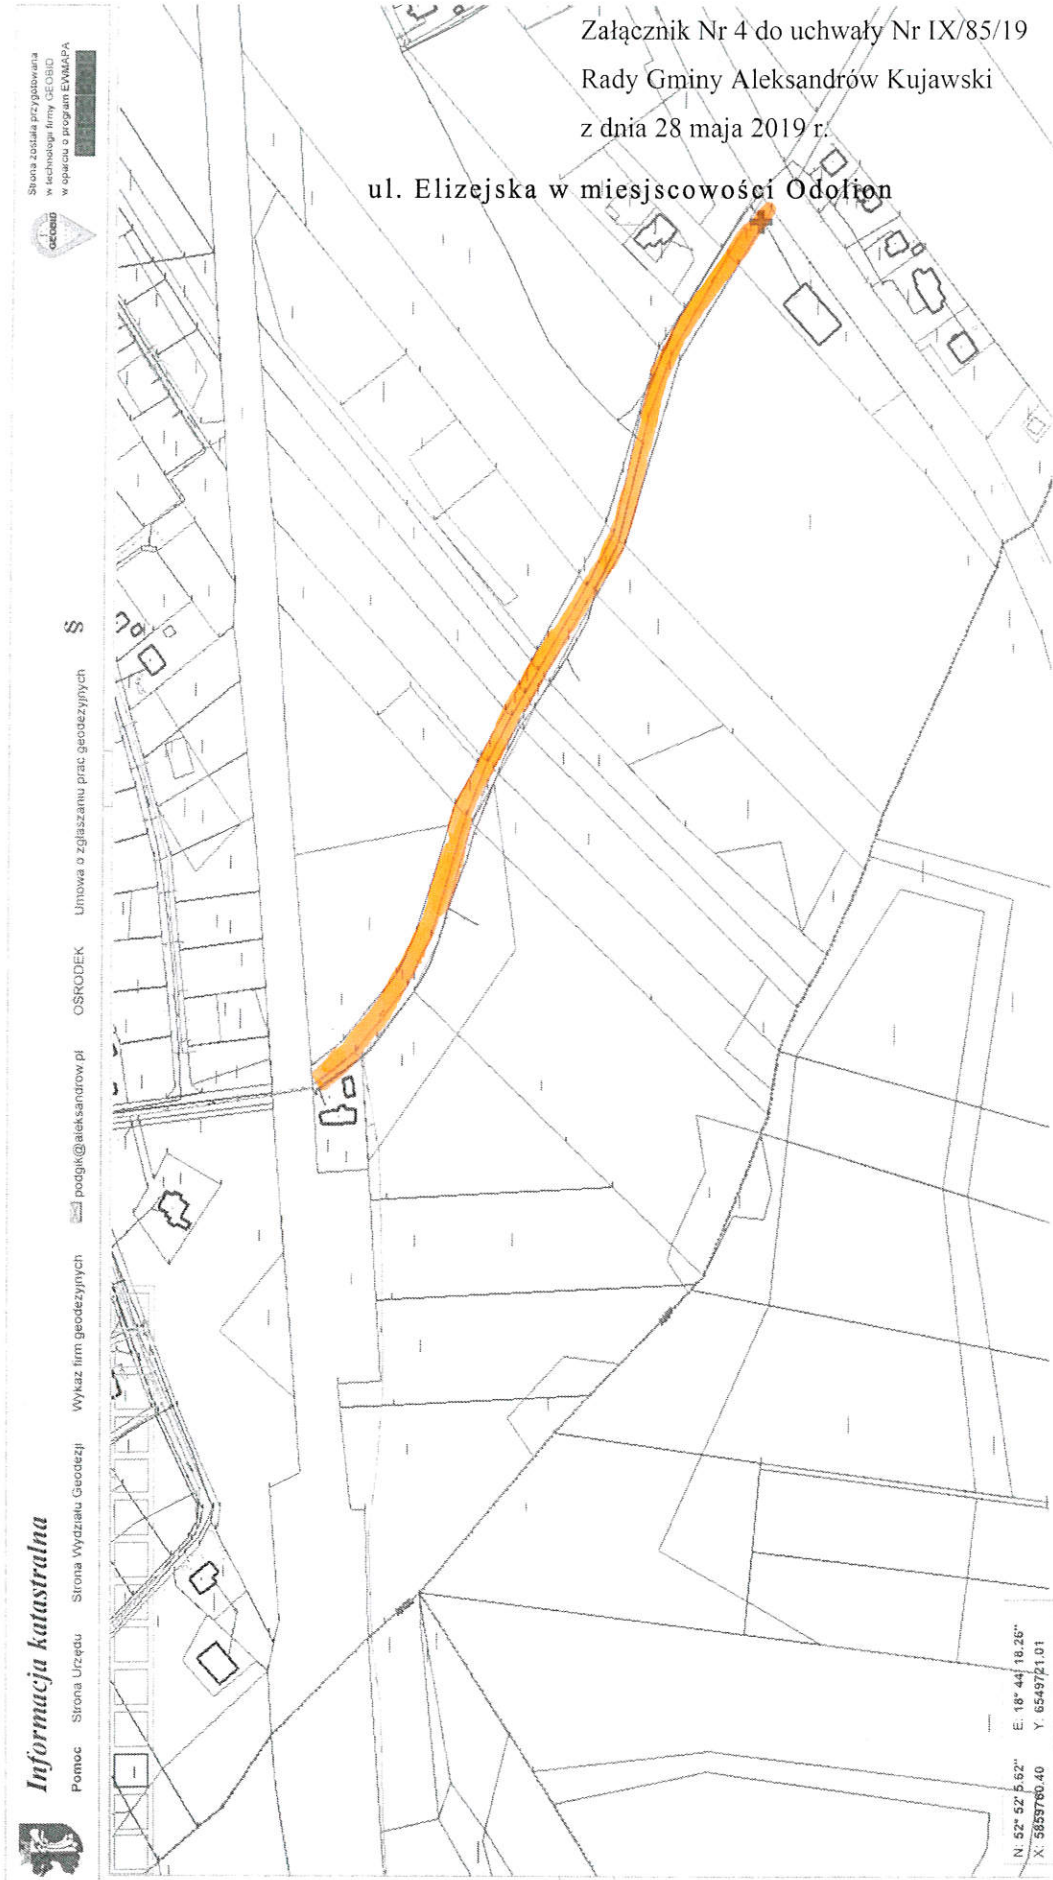 Załącznik Nr 4 do uchwały Nr IX/85/19
Rady Gminy Aleksandrów Kujawski
z dnia 28 maja 2019 r.
ul. Elizejska w miesjscowości Odolion
Informacja katastralna
Pomoc Strona Urzędu Strona Wydziału Geodezji Wykaz firm geodezyjnych podgik@aleksandrow.pl OŚRODEK Umowa o zgłaszaniu prac geodezyjnych §
GEOBID
Strona została przygotowana
w technologii firmy GEOBID
w oparciu o program EWMAPA
N: 52° 52' 5.62" E: 18° 44' 18.26"
X: 5859760.40 Y: 6549721.01